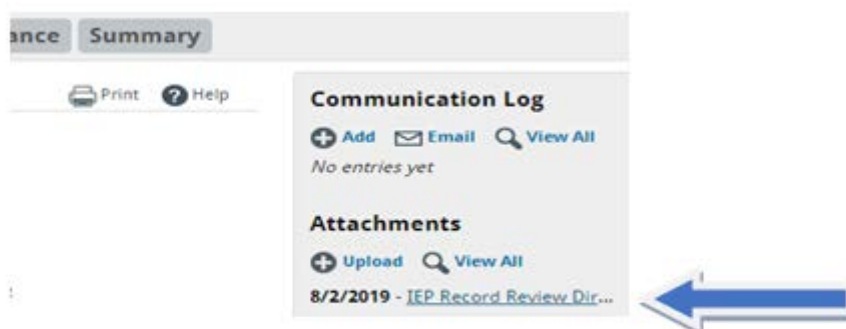 ance Summary
Print Help
Communication Log
Add Email View All
No entries yet
Attachments
Upload View All
8/2/2019 - IEP Record Review Dir...